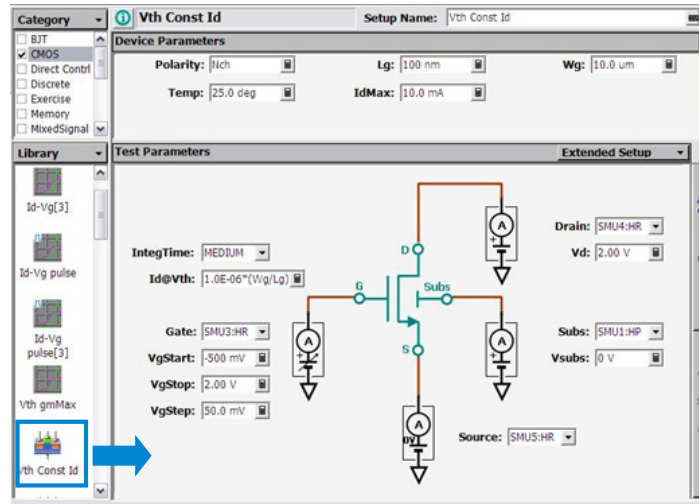 Category
Vth Const Id
Setup Name: Vth Const Id
BJT
CMOS
Direct Contrl
Discrete
Exercise
Memory
MixedSignal
Device Parameters
Polarity: Nch
Lg: 100 nm
Wg: 10.0 um
Temp: 25.0 deg
IdMax: 10.0 mA
Library
Id-Vg[3]
Id-Vg pulse
Id-Vg
pulse[3]
Vth gmMax
Vth Const Id
Test Parameters
Extended Setup
IntegTime: MEDIUM
Id@Vth: 1.0E-06*(Wg/Lg)
Gate: SMU3:HR
VgStart: -500 mV
VgStop: 2.00 V
VgStep: 50.0 mV
D
G
Subs
S
A
A
A
A
0V
Drain: SMU4:HR
Vd: 2.00 V
Subs: SMU1:HP
Vsubs: 0 V
Source: SMU5:HR